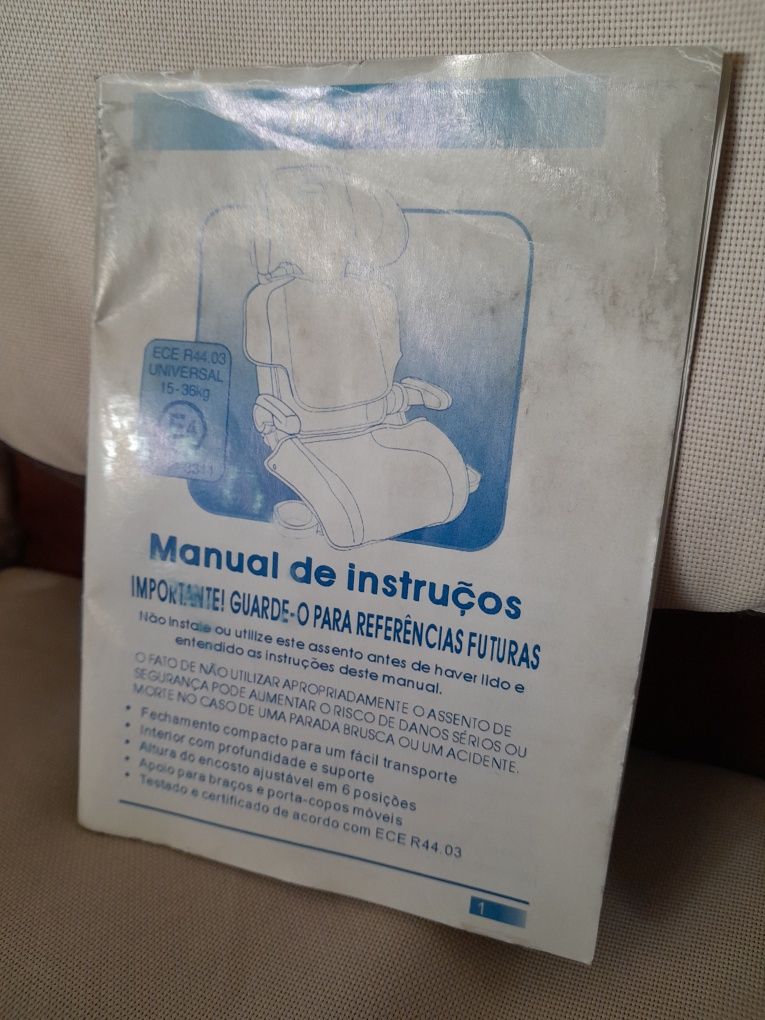 ECE R44.03
UNIVERSAL
15-36kg
E4
Manual de instruções
IMPORTANTE! GUARDE-O PARA REFERÊNCIAS FUTURAS
Não instale ou utilize este assento antes de haver lido e
entendido as instruções deste manual.
O FATO DE NÃO UTILIZAR APROPRIADAMENTE O ASSENTO DE
SEGURANÇA PODE AUMENTAR O RISCO DE DANOS SÉRIOS OU
MORTE NO CASO DE UMA PARADA BRUSCA OU UM ACIDENTE.
• Fechamento compacto para um fácil transporte
• Interior com profundidade e suporte
• Altura do encosto ajustável em 6 posições
• Apoio para braços e porta-copos móveis
• Testado e certificado de acordo com ECE R44.03
1